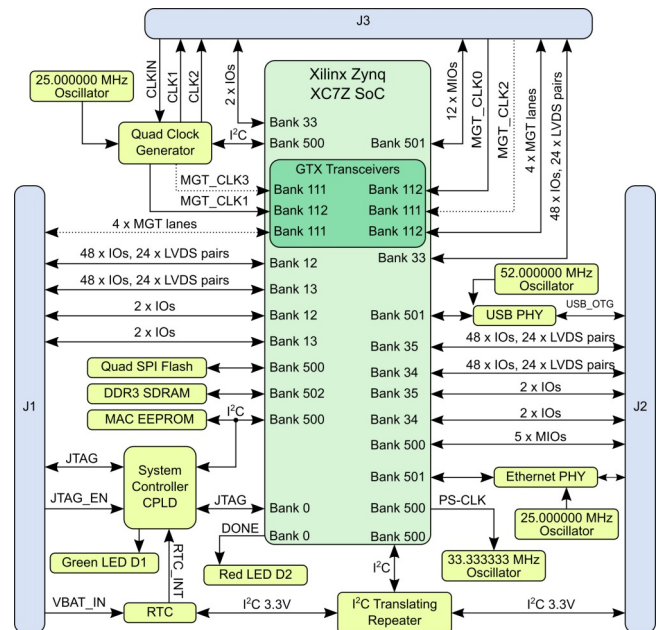 J3
25.000000 MHz
Oscillator
CLKIN
CLK1
CLK2
2 x IOs
Xilinx Zynq
XC7Z SoC
12 x MIOs
MGT_CLK0
MGT_CLK2
4 x MGT lanes
48 x IOs, 24 x LVDS pairs
Quad Clock
Generator
I²C
Bank 33
Bank 500
Bank 501
GTX Transceivers
MGT_CLK3
Bank 111
Bank 112
MGT_CLK1
Bank 112
Bank 111
4 x MGT lanes
Bank 111
Bank 112
48 x IOs, 24 x LVDS pairs
Bank 12
Bank 33
48 x IOs, 24 x LVDS pairs
Bank 13
52.000000 MHz
Oscillator
2 x IOs
Bank 12
Bank 501
USB PHY
USB_OTG
2 x IOs
Bank 13
Bank 35
48 x IOs, 24 x LVDS pairs
Quad SPI Flash
Bank 500
Bank 34
48 x IOs, 24 x LVDS pairs
DDR3 SDRAM
Bank 502
Bank 35
2 x IOs
J1
J2
MAC EEPROM
I²C
Bank 500
Bank 34
2 x IOs
Bank 500
5 x MIOs
JTAG
System
Controller
CPLD
Bank 501
Ethernet PHY
JTAG_EN
JTAG
Bank 0
Bank 500
PS-CLK
25.000000 MHz
Oscillator
DONE
Bank 0
Bank 500
Green LED D1
RTC_INT
Red LED D2
I²C
33.333333 MHz
Oscillator
VBAT_IN
RTC
I²C 3.3V
I²C Translating
Repeater
I²C 3.3V